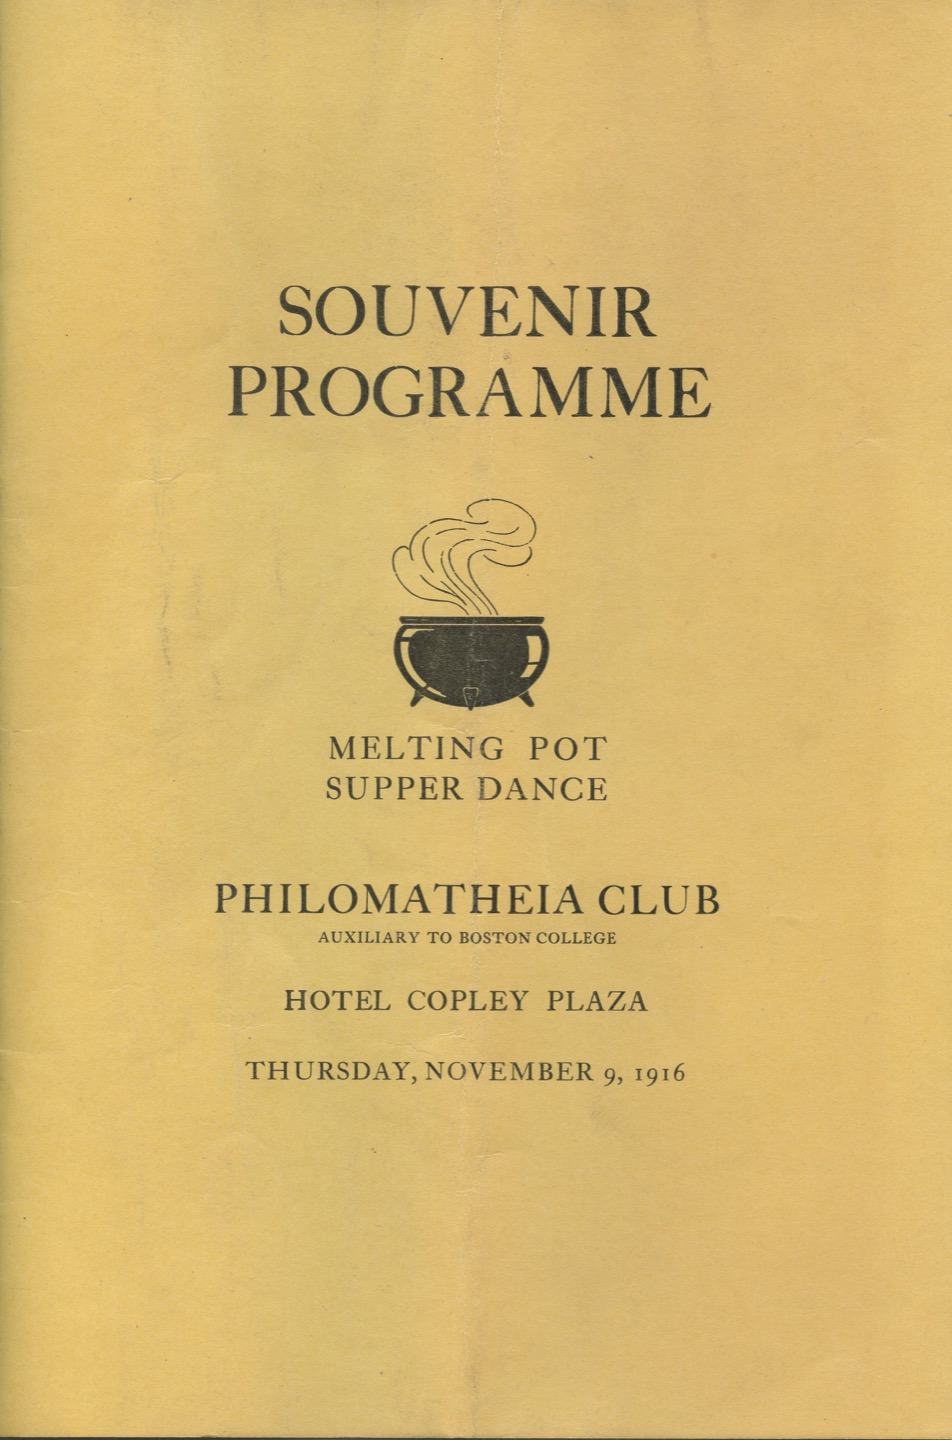 SOUVENIR
PROGRAMME
MELTING POT
SUPPER DANCE
PHILOMATHEIA CLUB
AUXILIARY TO BOSTON COLLEGE
HOTEL COPLEY PLAZA
THURSDAY, NOVEMBER 9, 1916